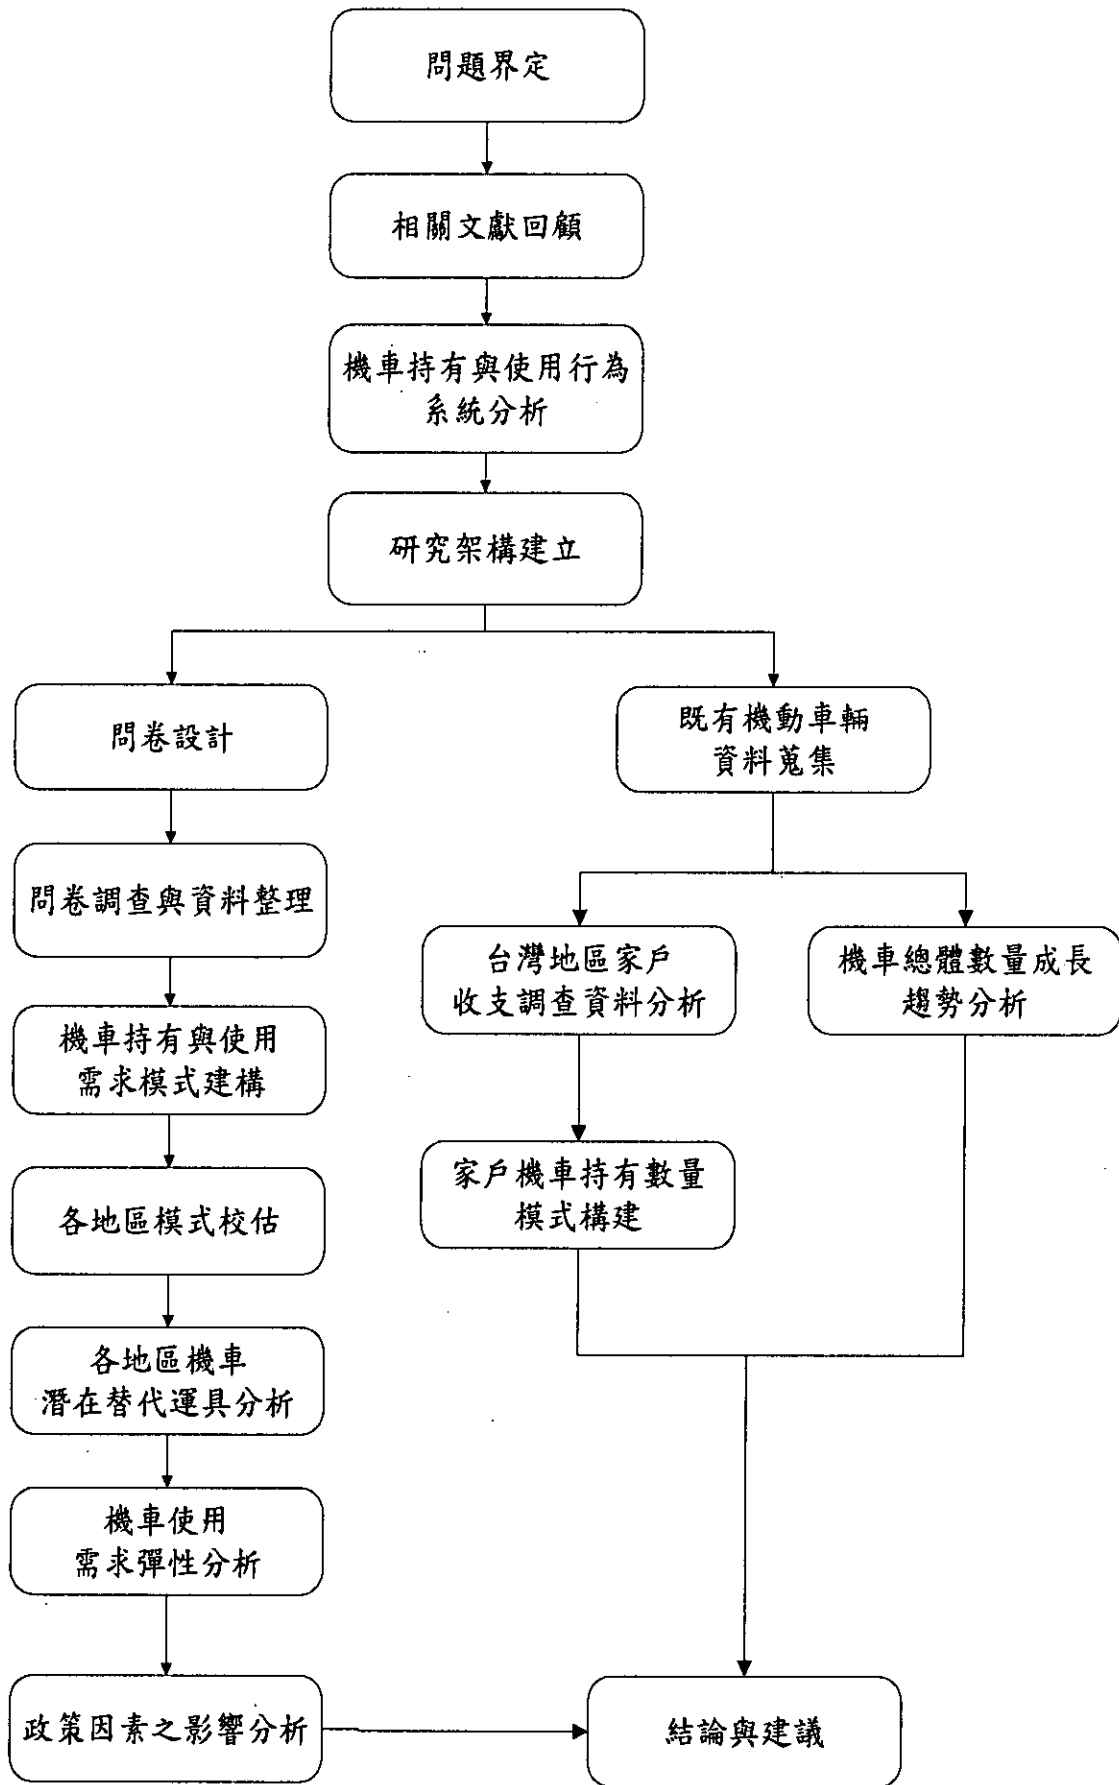 問題界定
相關文獻回顧
機車持有與使用行為
系統分析
研究架構建立
問卷設計
問卷調查與資料整理
機車持有與使用
需求模式建構
各地區模式校估
各地區機車
潛在替代運具分析
機車使用
需求彈性分析
政策因素之影響分析
既有機動車輛
資料蒐集
台灣地區家戶
收支調查資料分析
家戶機車持有數量
模式構建
機車總體數量成長
趨勢分析
結論與建議